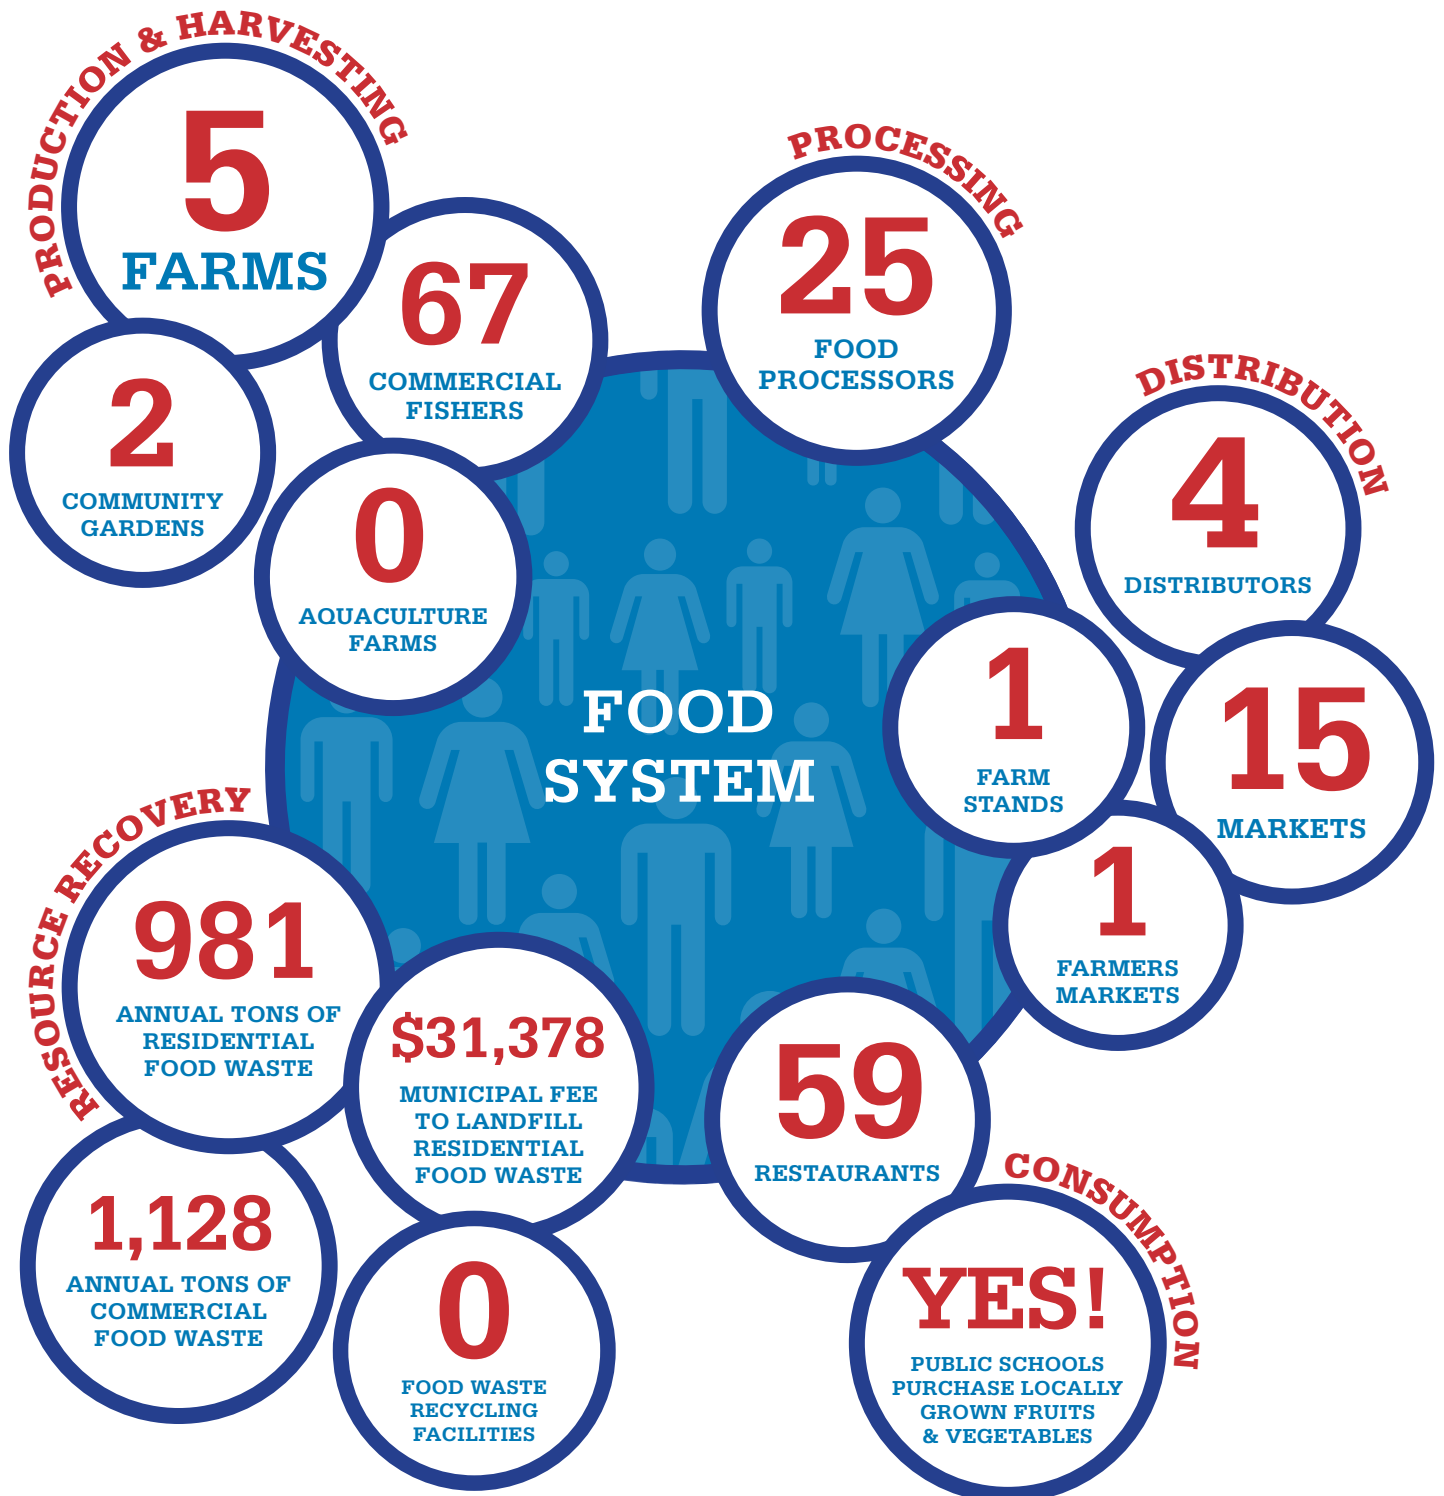 PRODUCTION & HARVESTING
5
FARMS
67
COMMERCIAL
FISHERS
2
COMMUNITY
GARDENS
0
AQUACULTURE
FARMS
PROCESSING
25
FOOD
PROCESSORS
DISTRIBUTION
4
DISTRIBUTORS
1
FARM
STANDS
15
MARKETS
1
FARMERS
MARKETS
FOOD
SYSTEM
RESOURCE RECOVERY
981
ANNUAL TONS OF
RESIDENTIAL
FOOD WASTE
$31,378
MUNICIPAL FEE
TO LANDFILL
RESIDENTIAL
FOOD WASTE
1,128
ANNUAL TONS OF
COMMERCIAL
FOOD WASTE
0
FOOD WASTE
RECYCLING
FACILITIES
59
RESTAURANTS
CONSUMPTION
YES!
PUBLIC SCHOOLS
PURCHASE LOCALLY
GROWN FRUITS
& VEGETABLES